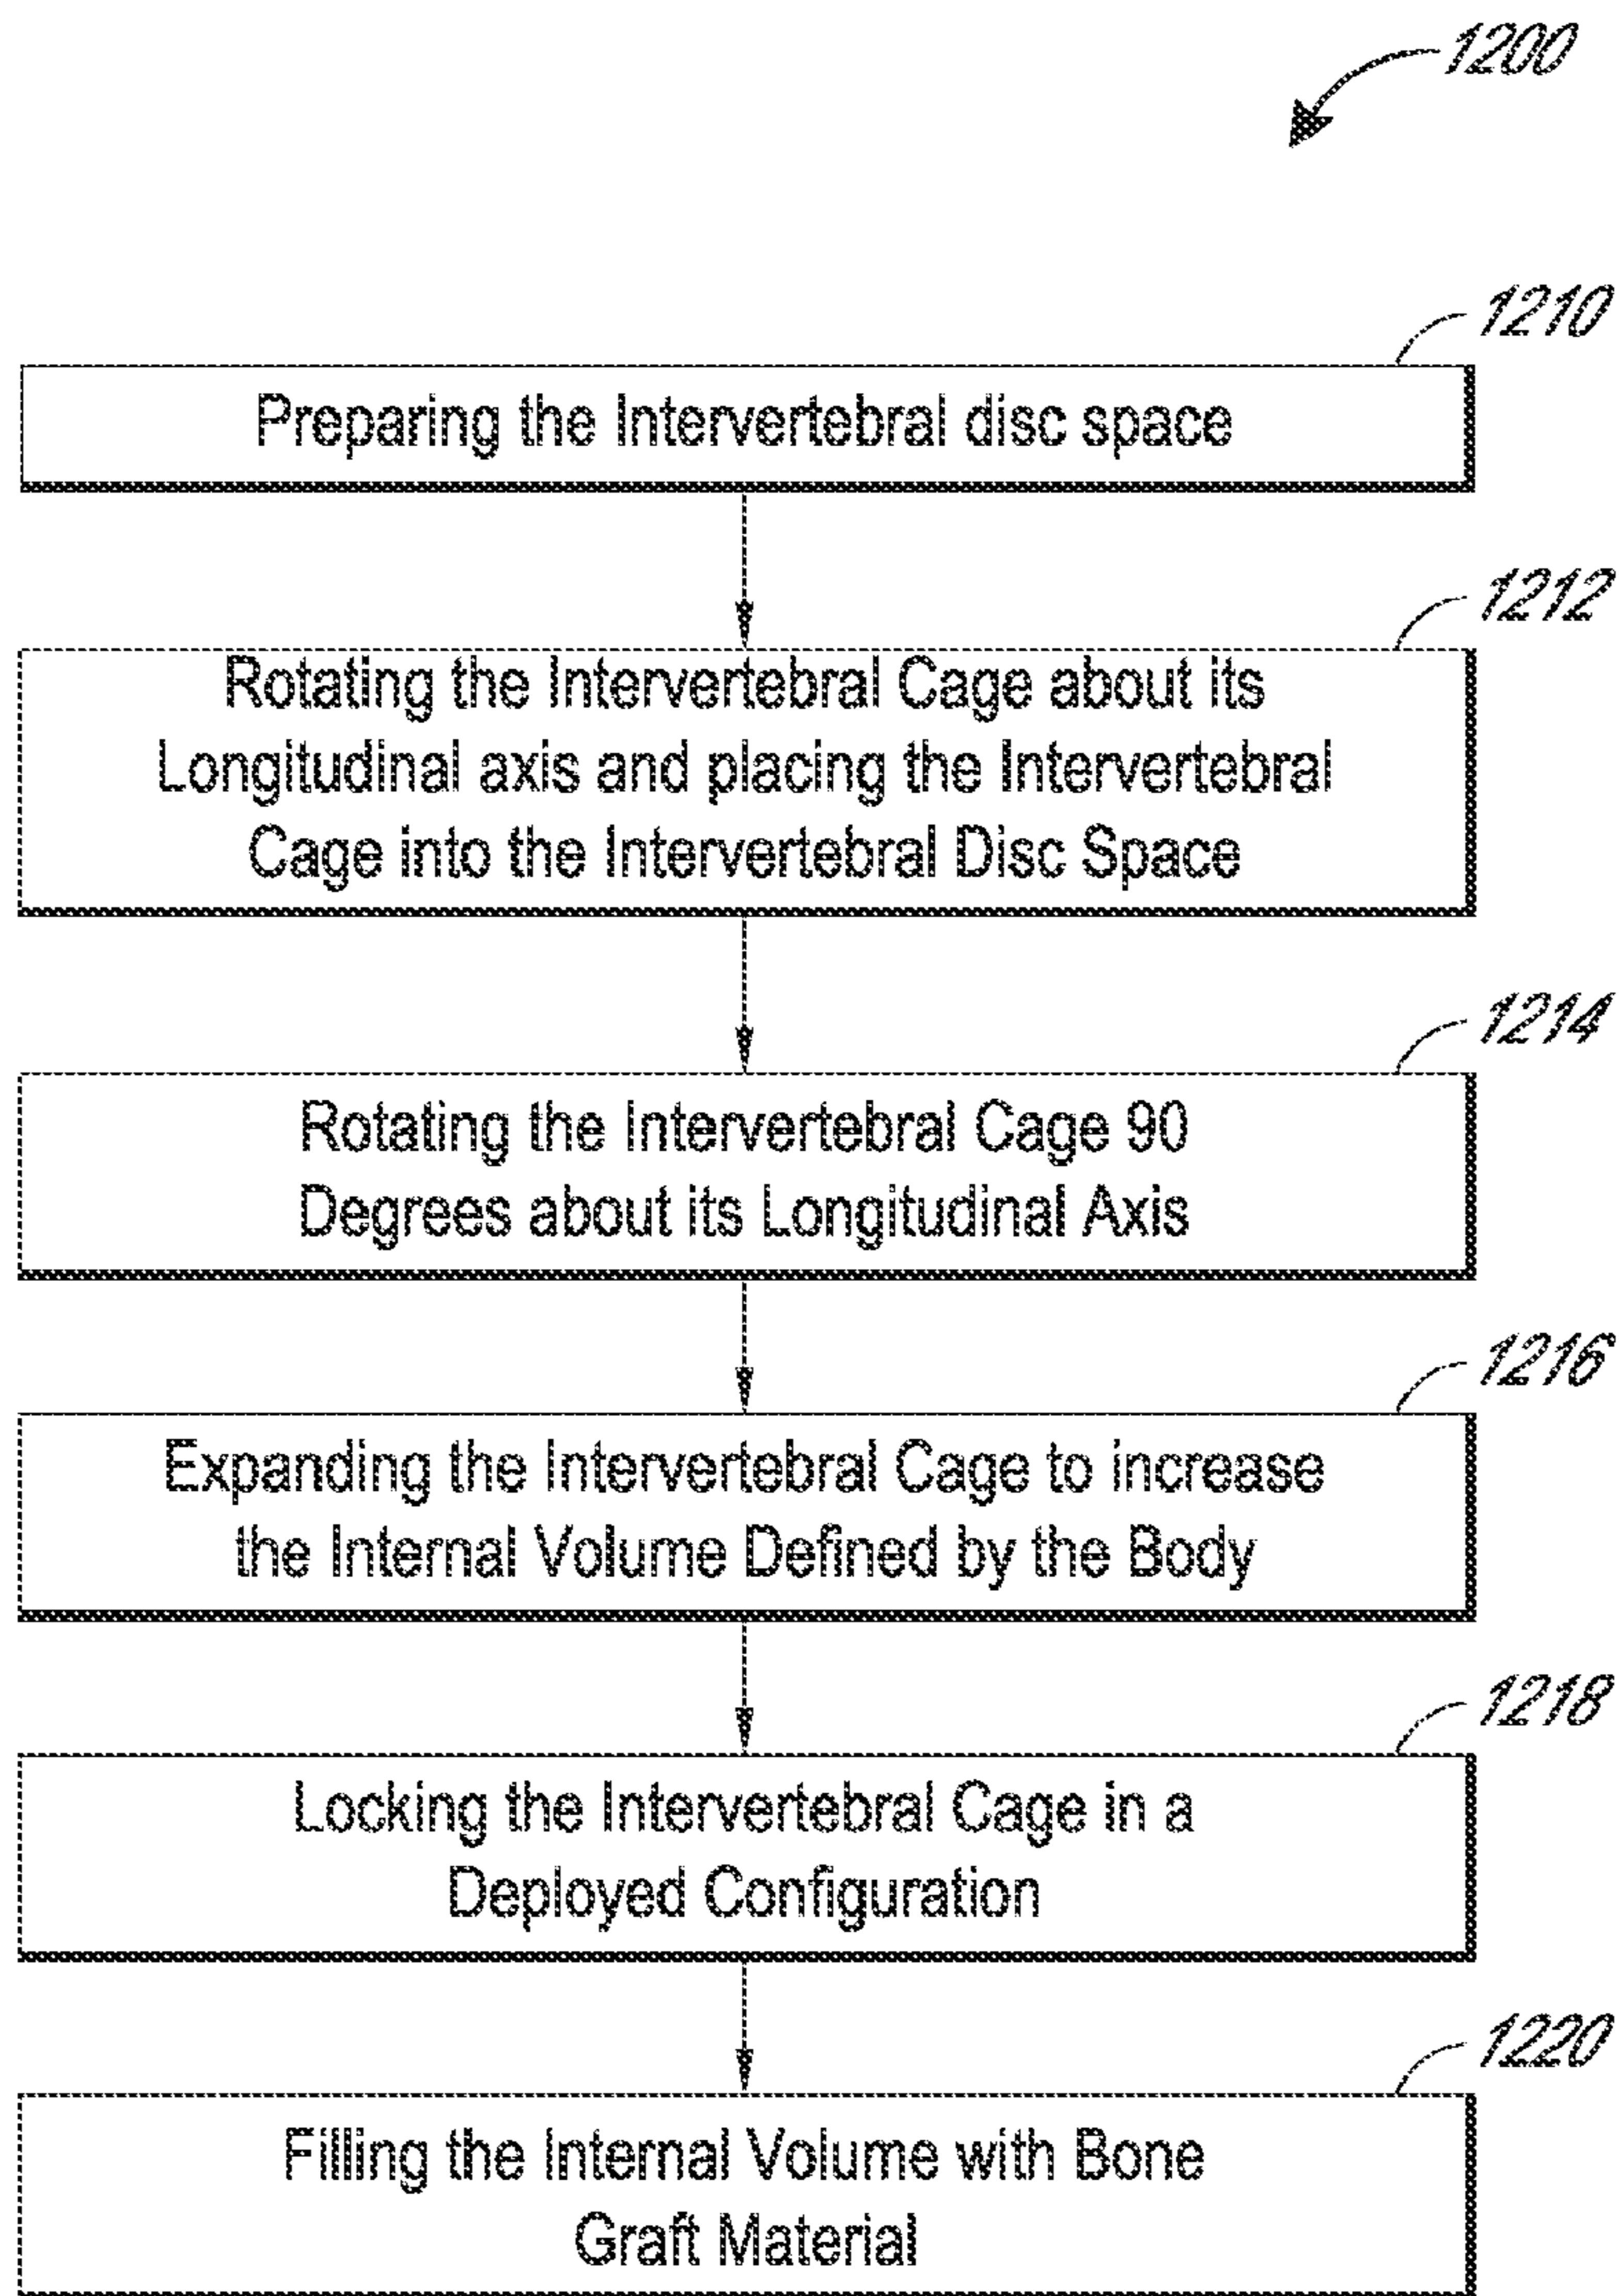 1200
1210
Preparing the Intervertebral disc space
1212
Rotating the Intervertebral Cage about its
Longitudinal axis and placing the Intervertebral
Cage into the Intervertebral Disc Space
1214
Rotating the Intervertebral Cage 90
Degrees about its Longitudinal Axis
1216
Expanding the Intervertebral Cage to increase
the Internal Volume Defined by the Body
1218
Locking the Intervertebral Cage in a
Deployed Configuration
1220
Filling the Internal Volume with Bone
Graft Material